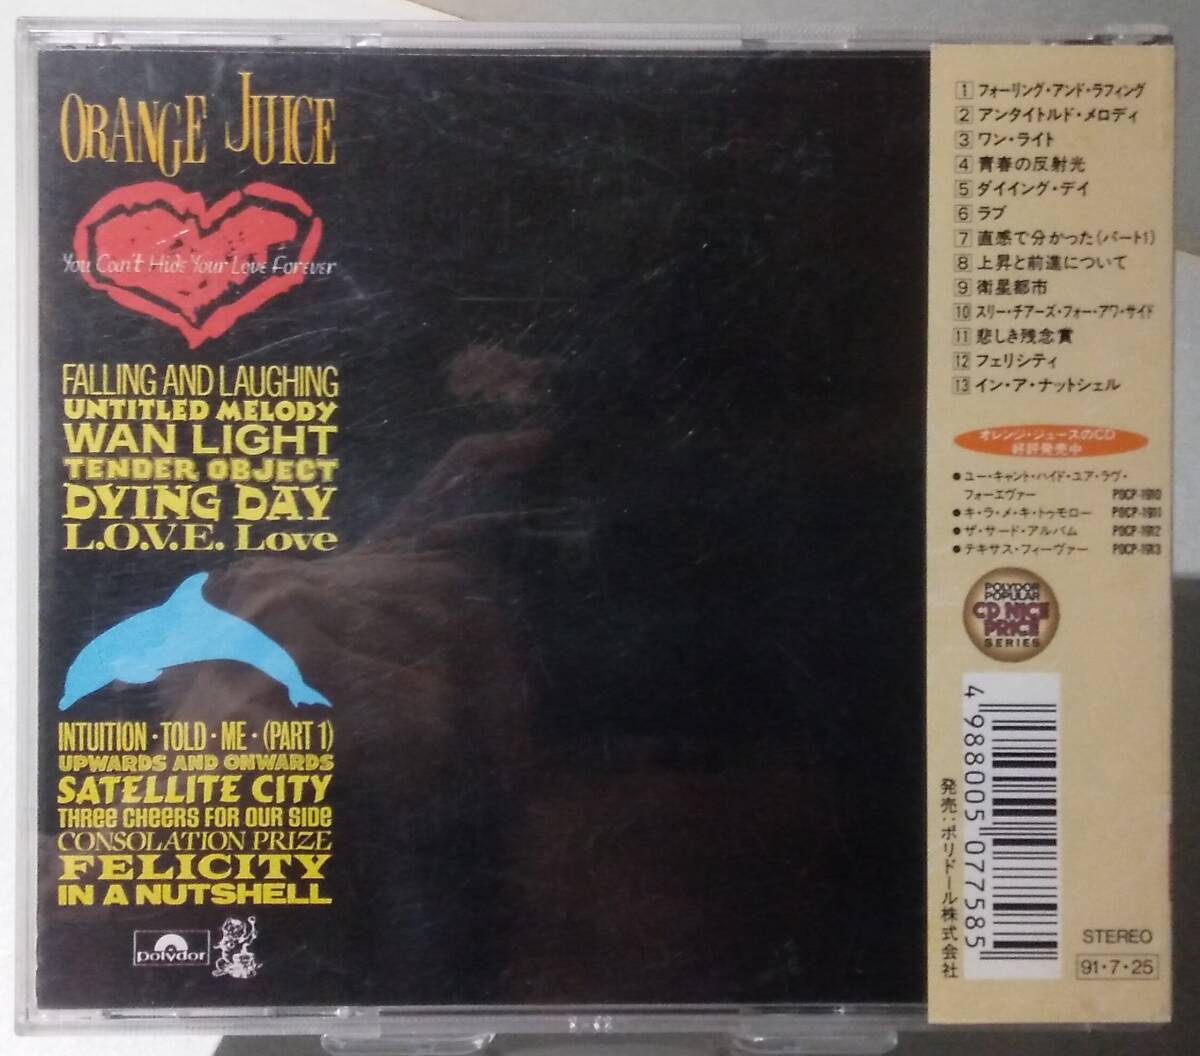 ORANGE JUICE
You Can't Hide Your Love Forever
FALLING AND LAUGHING
UNTITLED MELODY
WAN LIGHT
TENDER OBJECT
DYING DAY
L.O.V.E. Love
INTUITION·TOLD·ME·(PART 1)
UPWARDS AND ONWARDS
SATELLITE CITY
THREE CHEERS FOR OUR SIDE
CONSOLATION PRIZE
FELICITY
IN A NUTSHELL
polydor
1 フォーリング・アンド・ラフィング
2 アンタイトルド・メロディ
3 ワン・ライト
4 青春の反射光
5 ダイイング・デイ
6 ラブ
7 直感で分かった(パート1)
8 上昇と前進について
9 衛星都市
10 スリー・チアーズ・フォー・アワ・サイド
11 悲しき残念賞
12 フェリシティ
13 イン・ア・ナットシェル
オレンジ・ジュースのCD
好評発売中
●ユー・キャント・ハイド・ユア・ラヴ・
フォーエヴァー POCP-1910
●キ・ラ・メ・キ・トゥモロー POCP-1911
●ザ・サード・アルバム POCP-1912
●テキサス・フィーヴァー POCP-1913
POLYDOR
POPULAR
CD NICE
PRICE
SERIES
4 988005 077585
発売:ポリドール株式会社
STEREO
91・7・25